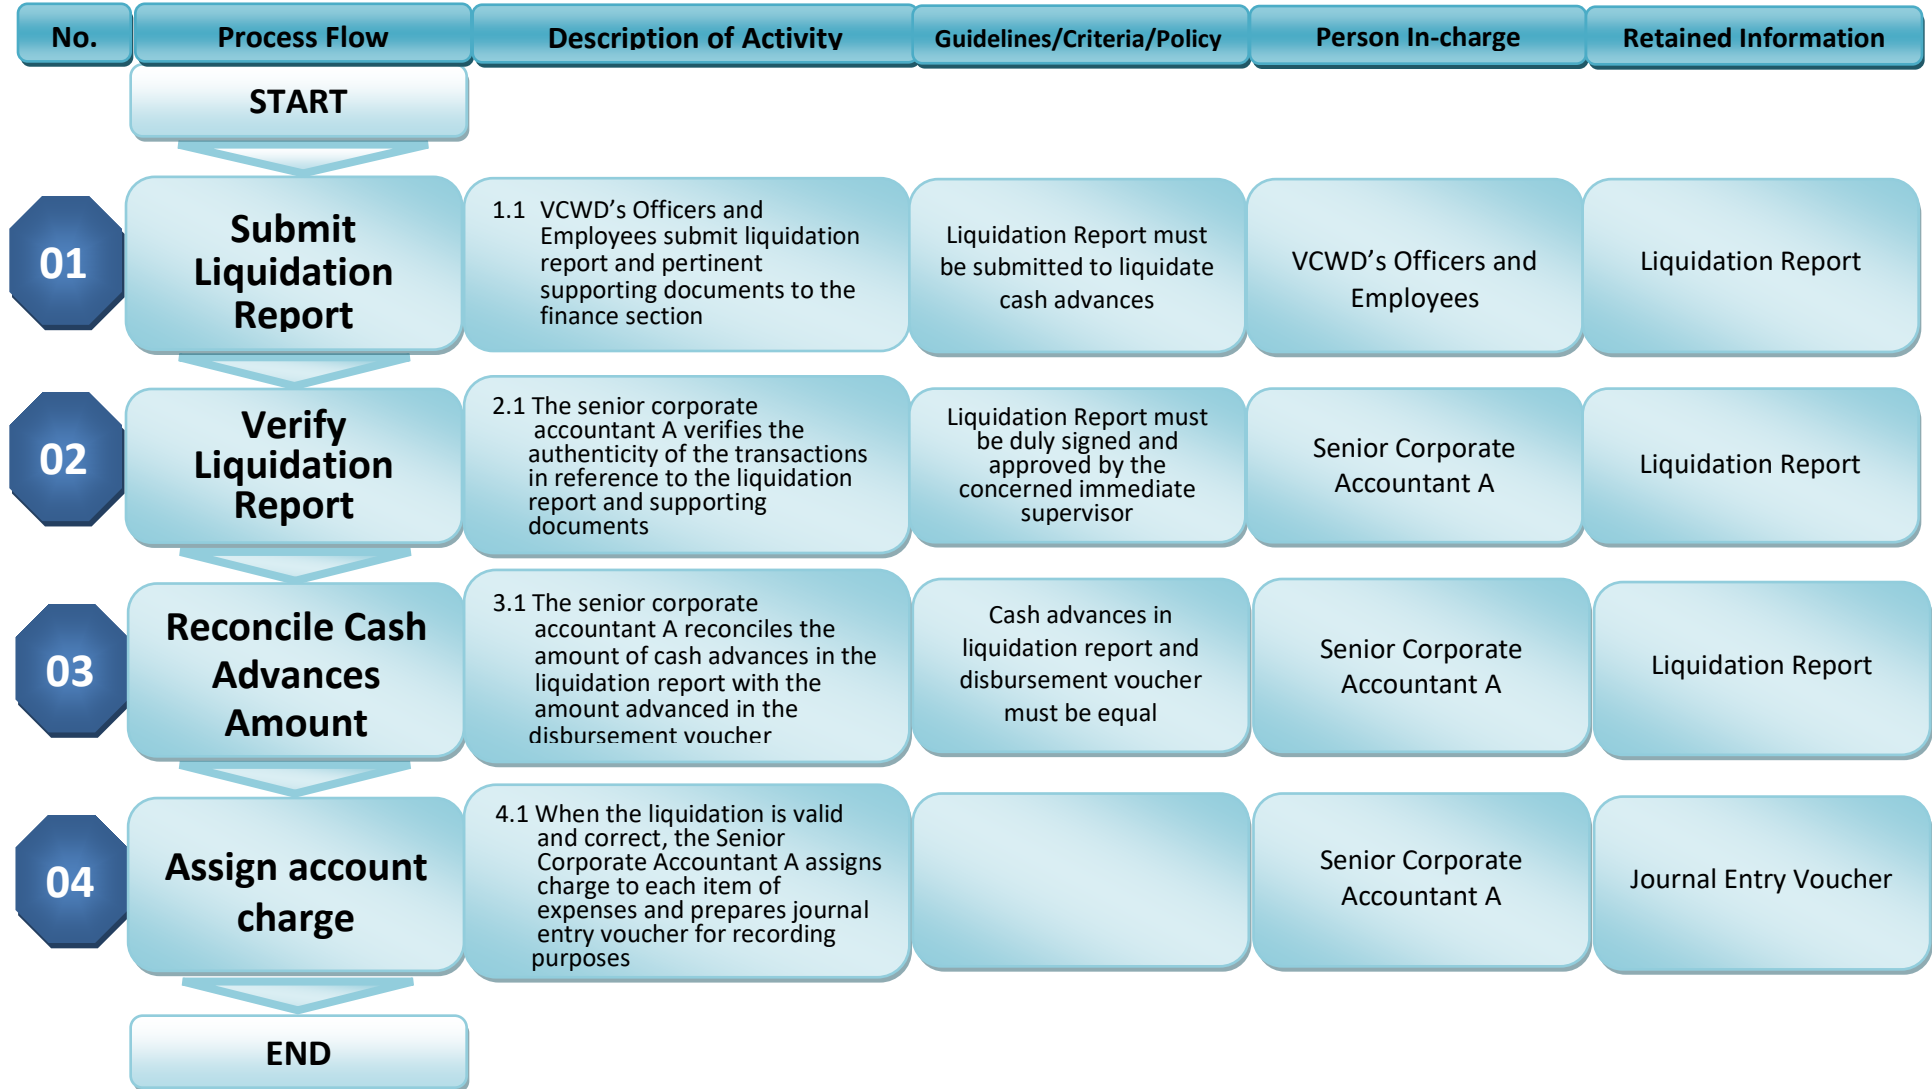 No.
Process Flow
Description of Activity
Guidelines/Criteria/Policy
Person In-charge
Retained Information
START
01
Submit
Liquidation
Report
1.1 VCWD’s Officers and
Employees submit liquidation
report and pertinent
supporting documents to the
finance section
Liquidation Report must
be submitted to liquidate
cash advances
VCWD’s Officers and
Employees
Liquidation Report
02
Verify
Liquidation
Report
2.1 The senior corporate
accountant A verifies the
authenticity of the transactions
in reference to the liquidation
report and supporting
documents
Liquidation Report must
be duly signed and
approved by the
concerned immediate
supervisor
Senior Corporate
Accountant A
Liquidation Report
03
Reconcile Cash
Advances
Amount
3.1 The senior corporate
accountant A reconciles the
amount of cash advances in the
liquidation report with the
amount advanced in the
disbursement voucher
Cash advances in
liquidation report and
disbursement voucher
must be equal
Senior Corporate
Accountant A
Liquidation Report
04
Assign account
charge
4.1 When the liquidation is valid
and correct, the Senior
Corporate Accountant A assigns
charge to each item of
expenses and prepares journal
entry voucher for recording
purposes
Senior Corporate
Accountant A
Journal Entry Voucher
END